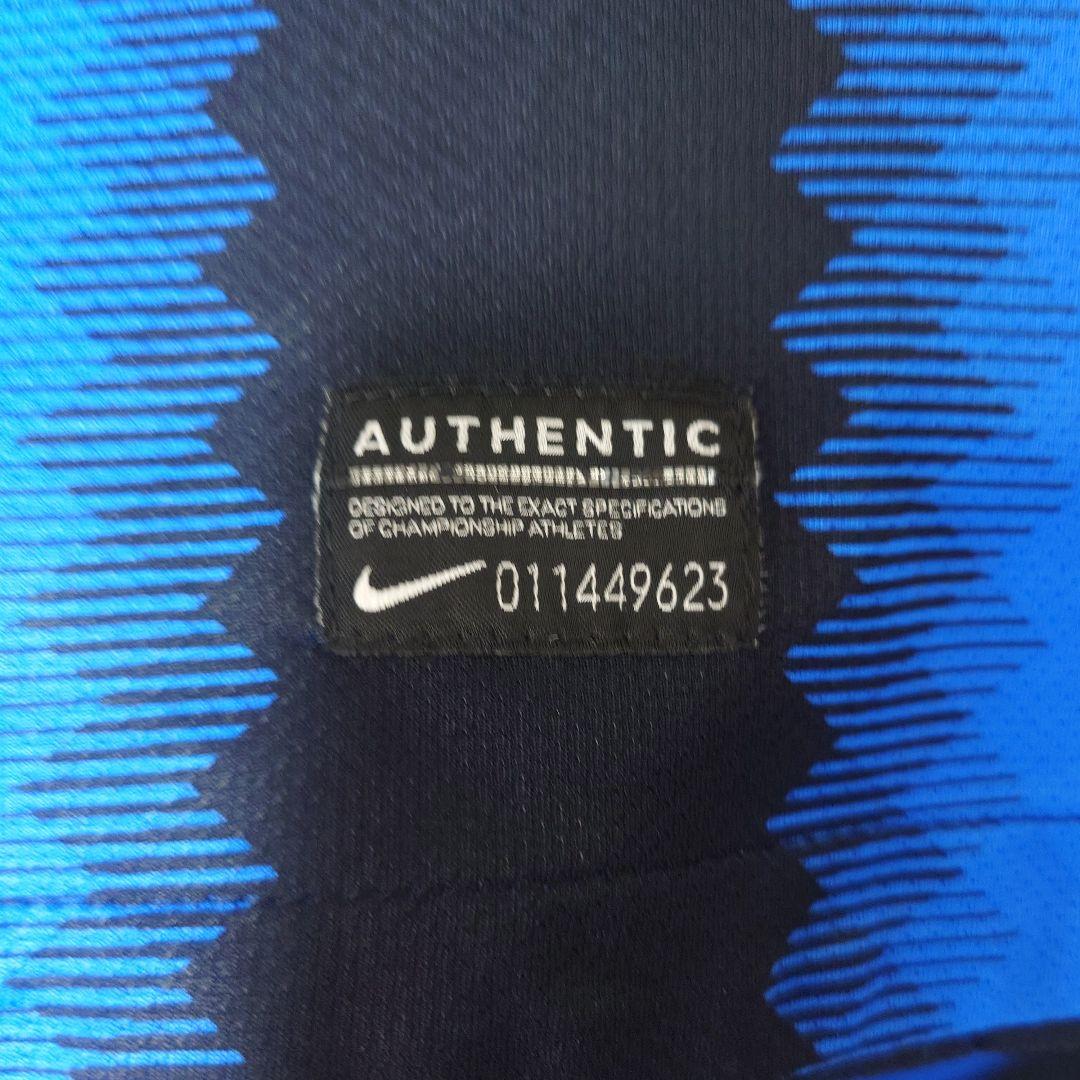 AUTHENTIC
DESIGNED TO THE EXACT SPECIFICATIONS
OF CHAMPIONSHIP ATHLETES
011449623